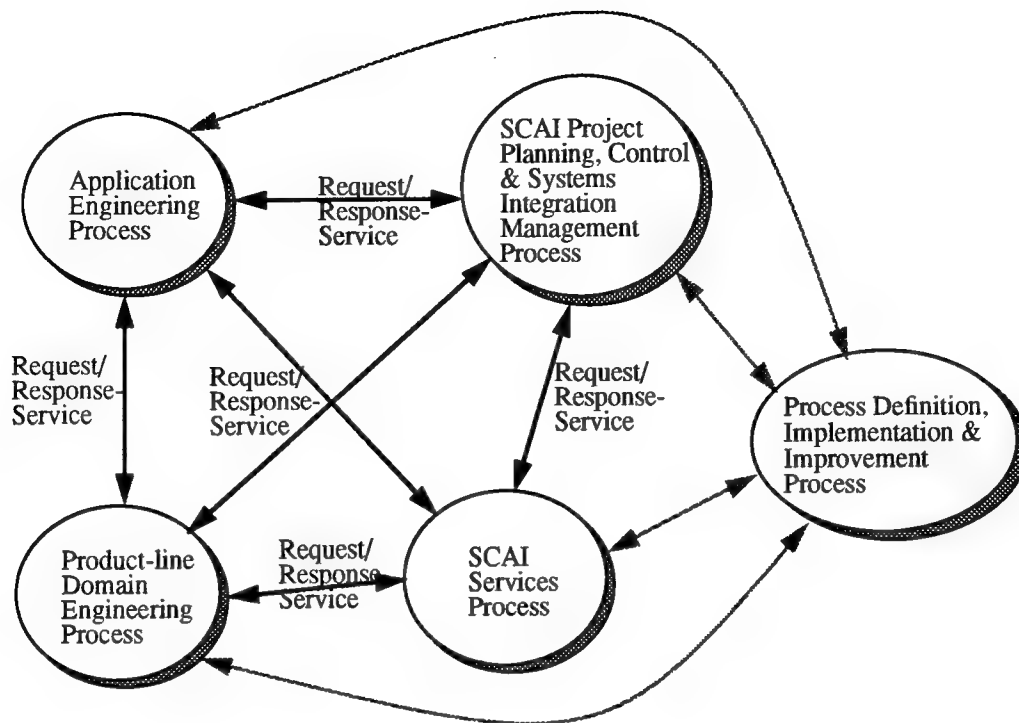 Application
Engineering
Process
Request/
Response-
Service
SCAI Project
Planning, Control
& Systems
Integration
Management
Process
Request/
Response-
Service
Request/
Response-
Service
Request/
Response-
Service
Process Definition,
Implementation &
Improvement
Process
Product-line
Domain
Engineering
Process
Request/
Response
Service
SCAI
Services
Process